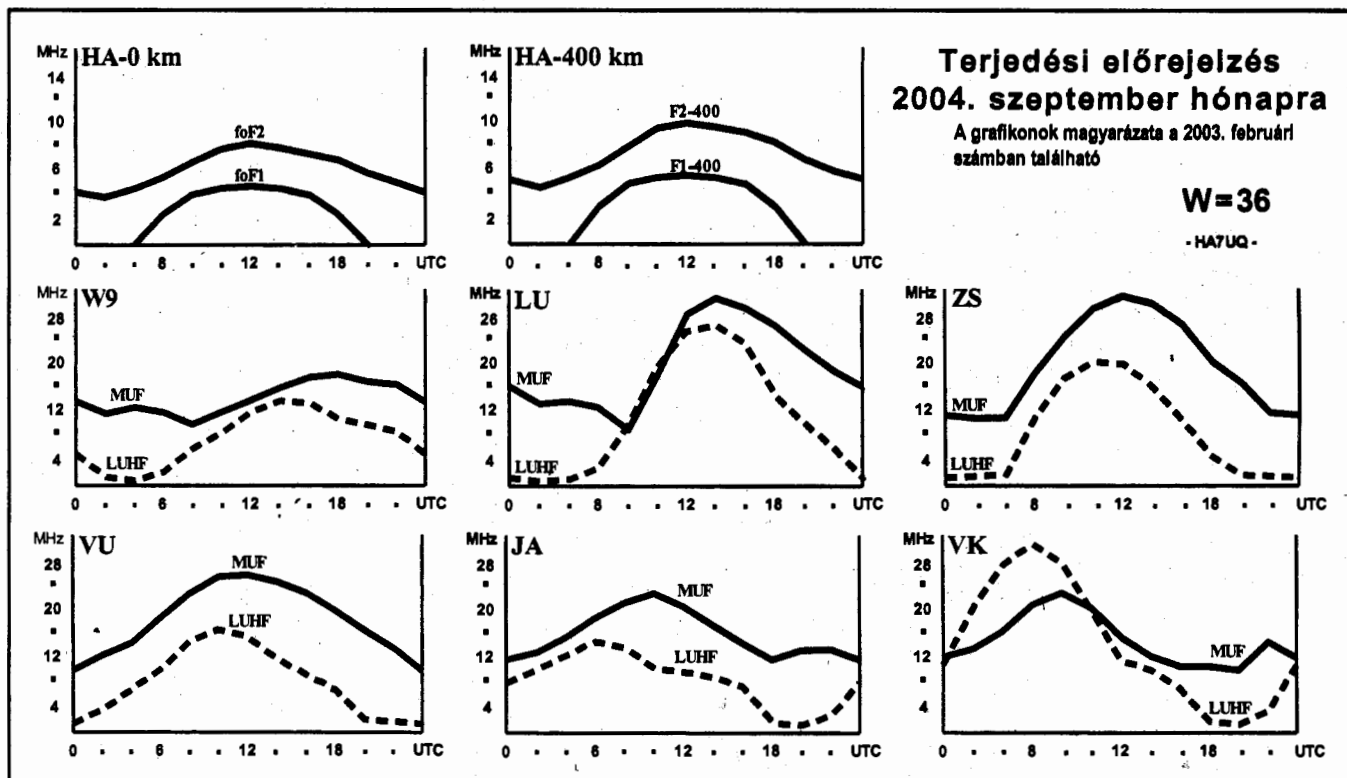 MHz HA-0 km
14
10
6
2
foF2
foF1
0 8 12 18 UTC
MHz HA-400 km
14
10
6
2
F2-400
F1-400
0 8 12 18 UTC
Terjedési előrejelzés
2004. szeptember hónapra
A grafikonok magyarázata a 2003. februári
számban található
W=36
- HA7UQ -
MHz W9
28
20
12
4
MUF
LUHF
0 8 12 18 UTC
MHz LU
28
20
12
4
MUF
LUHF
0 8 12 18 UTC
MHz ZS
28
20
12
4
MUF
LUHF
0 8 12 18 UTC
MHz VU
28
20
12
4
MUF
LUHF
0 6 12 18 UTC
MHz JA
28
20
12
4
MUF
LUHF
0 6 12 18 UTC
MHz VK
28
20
12
4
MUF
LUHF
0 6 12 18 UTC